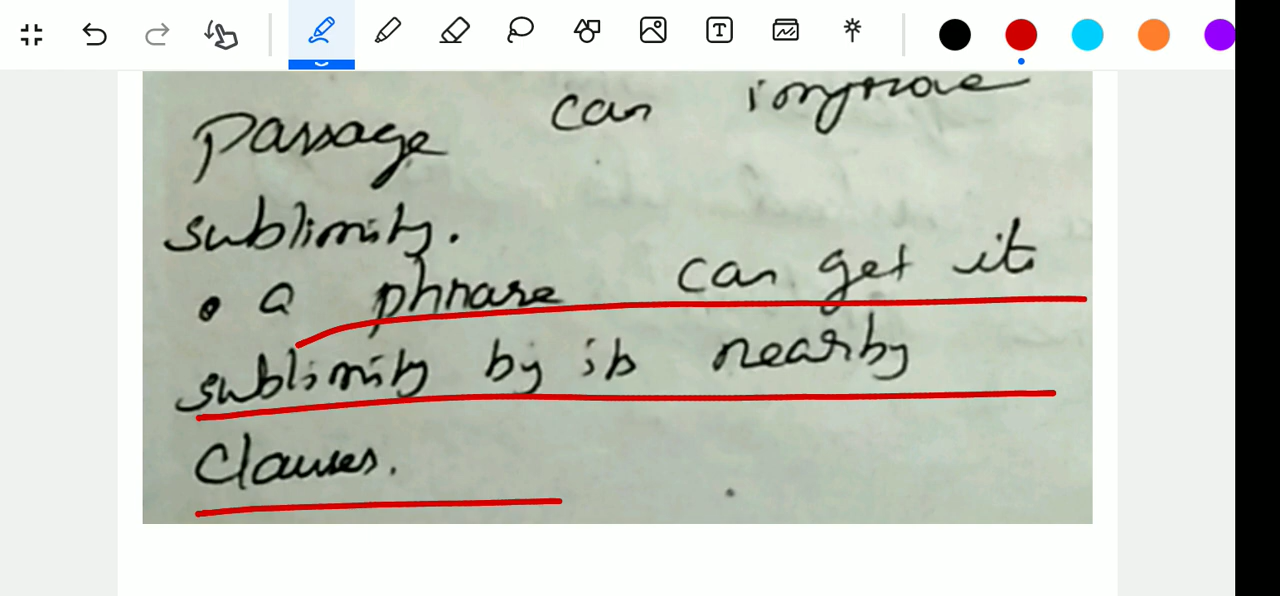 Passage can improve
sublimity.
• a phrase can get its
sublimity by its nearby
Clauses.